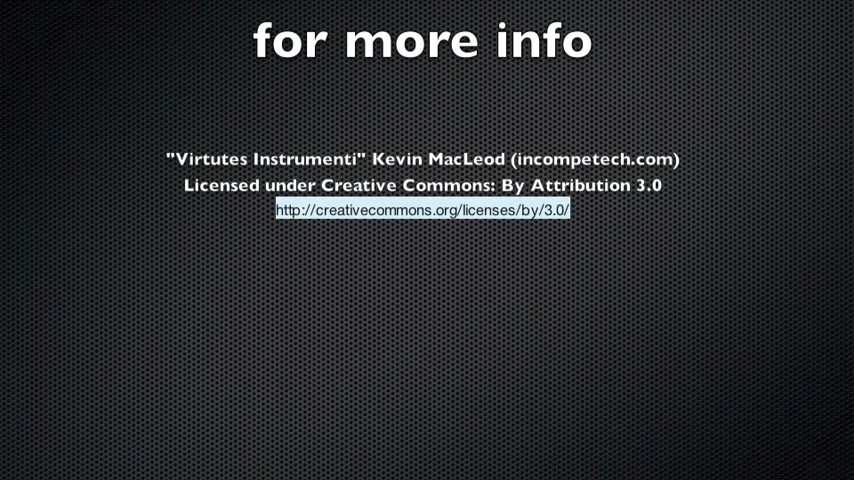 for more info
"Virtutes Instrumenti" Kevin MacLeod (incompetech.com)
Licensed under Creative Commons: By Attribution 3.0
http://creativecommons.org/licenses/by/3.0/